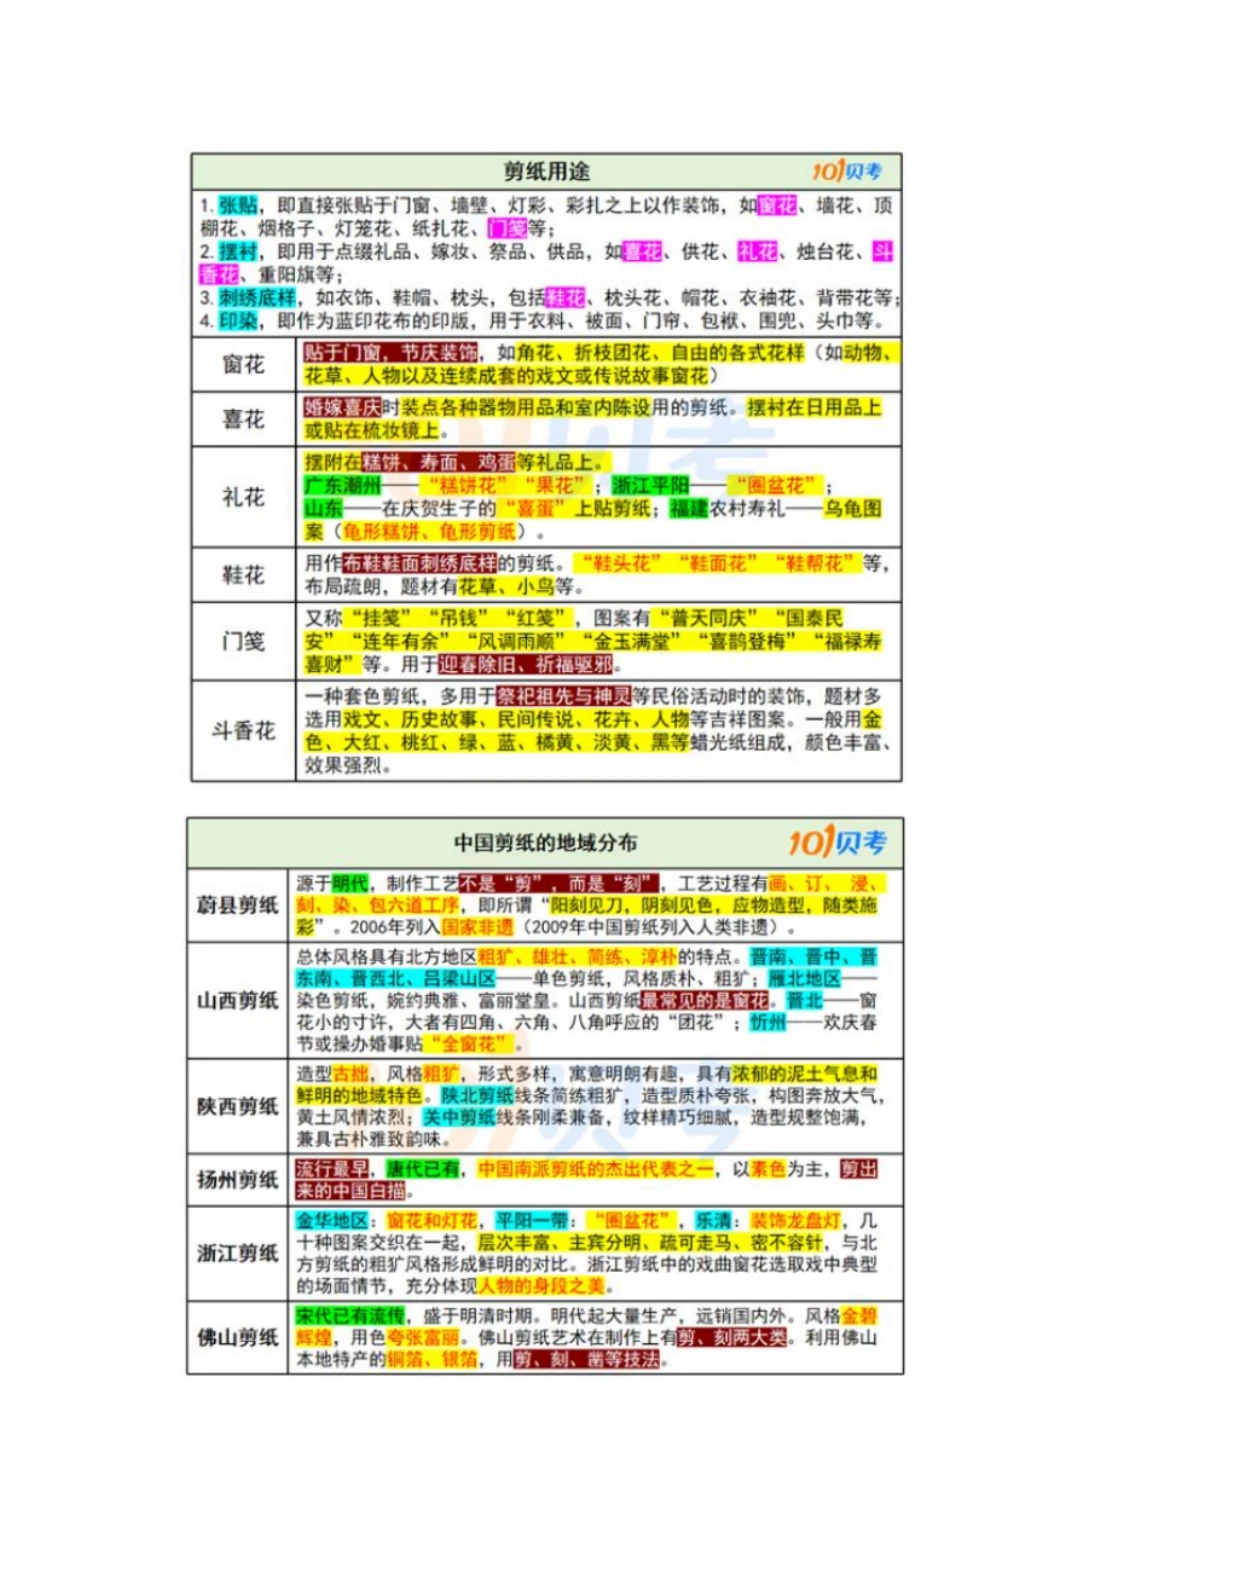 剪纸用途
101贝考
1. 张贴，即直接张贴于门窗、墙壁、灯彩、彩扎之上以作装饰，如窗花、墙花、顶
棚花、烟格子、灯笼花、纸扎花、门笺等；
2. 摆衬，即用于点缀礼品、嫁妆、祭品、供品，如喜花、供花、礼花、烛台花、斗
香花、重阳旗等；
3. 刺绣底样，如衣饰、鞋帽、枕头，包括鞋花、枕头花、帽花、衣袖花、背带花等；
4. 印染，即作为蓝印花布的印版，用于衣料、被面、门帘、包袱、围兜、头巾等。
窗花
贴于门窗，节庆装饰，如角花、折枝团花、自由的各式花样（如动物、
花草、人物以及连续成套的戏文或传说故事窗花）
喜花
婚嫁喜庆时装点各种器物用品和室内陈设用的剪纸。摆衬在日用品上
或贴在梳妆镜上。
礼花
摆附在糕饼、寿面、鸡蛋等礼品上。
广东潮州——“糕饼花”“果花”；浙江平阳——“圈盆花”；
山东——在庆贺生子的“喜蛋”上贴剪纸；福建农村寿礼——乌龟图
案（龟形糕饼、龟形剪纸）。
鞋花
用作布鞋鞋面刺绣底样的剪纸。“鞋头花”“鞋面花”“鞋帮花”等，
布局疏朗，题材有花草、小鸟等。
门笺
又称“挂笺”“吊钱”“红笺”，图案有“普天同庆”“国泰民
安”“连年有余”“风调雨顺”“金玉满堂”“喜鹊登梅”“福禄寿
喜财”等。用于迎春除旧、祈福驱邪。
斗香花
一种套色剪纸，多用于祭祀祖先与神灵等民俗活动时的装饰，题材多
选用戏文、历史故事、民间传说、花卉、人物等吉祥图案。一般用金
色、大红、桃红、绿、蓝、橘黄、淡黄、黑等蜡光纸组成，颜色丰富、
效果强烈。
中国剪纸的地域分布
101贝考
蔚县剪纸
源于明代，制作工艺不是“剪”，而是“刻”，工艺过程有画、订、浸、
刻、染、包六道工序，即所谓“阳刻见刀，阴刻见色，应物造型，随类施
彩”。2006年列入国家非遗（2009年中国剪纸列入人类非遗）。
山西剪纸
总体风格具有北方地区粗犷、雄壮、简练、淳朴的特点。晋南、晋中、晋
东南、晋西北、吕梁山区——单色剪纸，风格质朴、粗犷；雁北地区——
染色剪纸，婉约典雅、富丽堂皇。山西剪纸最常见的是窗花。晋北——窗
花小的寸许，大者有四角、六角、八角呼应的“团花”；忻州——欢庆春
节或操办婚事贴“全窗花”。
陕西剪纸
造型古拙，风格粗犷，形式多样，寓意明朗有趣，具有浓郁的泥土气息和
鲜明的地域特色。陕北剪纸线条简练粗犷，造型质朴夸张，构图奔放大气，
黄土风情浓烈；关中剪纸线条刚柔兼备，纹样精巧细腻，造型规整饱满，
兼具古朴雅致韵味。
扬州剪纸
流行最早，唐代已有，中国南派剪纸的杰出代表之一，以素色为主，剪出
来的中国白描。
浙江剪纸
金华地区：窗花和灯花，平阳一带：“圈盆花”，乐清：装饰龙盘灯，几
十种图案交织在一起，层次丰富、主宾分明、疏可走马、密不容针，与北
方剪纸的粗犷风格形成鲜明的对比。浙江剪纸中的戏曲窗花选取戏中典型
的场面情节，充分体现人物的身段之美。
佛山剪纸
宋代已有流传，盛于明清时期。明代起大量生产，远销国内外。风格金碧
辉煌，用色夸张富丽。佛山剪纸艺术在制作上有剪、刻两大类。利用佛山
本地特产的铜箔、银箔，用剪、刻、凿等技法。